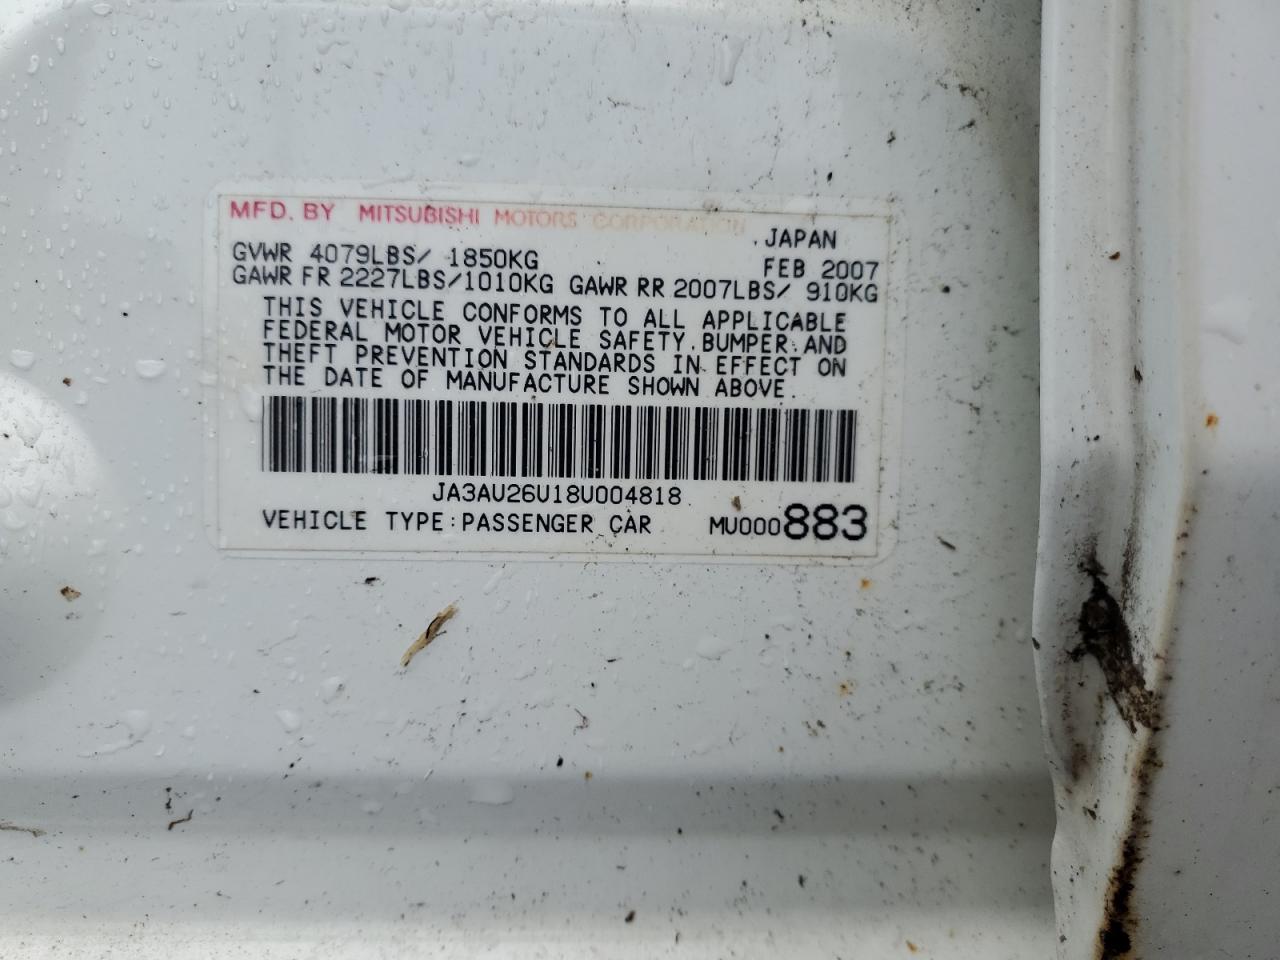 MFD. BY MITSUBISHI MOTORS CORPORATION
JAPAN
GVWR 4079LBS/ 1850KG FEB 2007
GAWR FR 2227LBS/1010KG GAWR RR 2007LBS/ 910KG
THIS VEHICLE CONFORMS TO ALL APPLICABLE
FEDERAL MOTOR VEHICLE SAFETY, BUMPER, AND
THEFT PREVENTION STANDARDS IN EFFECT ON
THE DATE OF MANUFACTURE SHOWN ABOVE.
JA3AU26U18U004818
VEHICLE TYPE:PASSENGER CAR MU000883